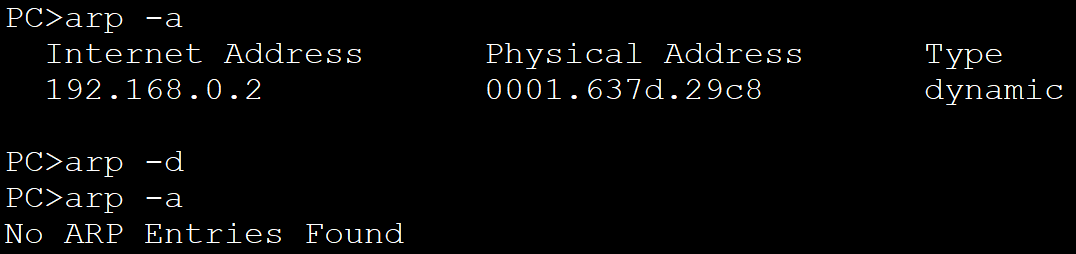 PC>arp -a
Internet Address Physical Address Type
192.168.0.2 0001.637d.29c8 dynamic
PC>arp -d
PC>arp -a
No ARP Entries Found